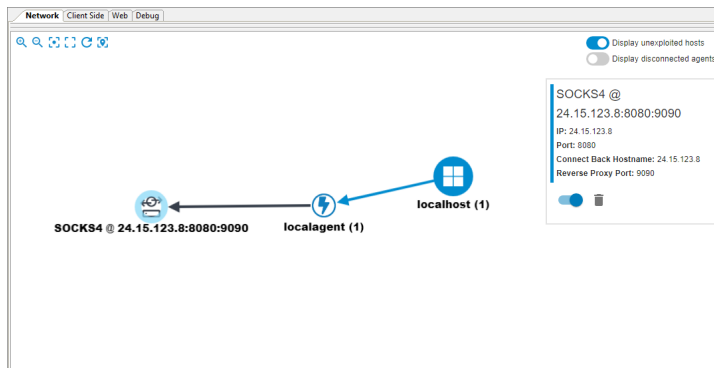 Network Client Side Web Debug
Display unexploited hosts
Display disconnected agents
SOCKS4 @
24.15.123.8:8080:9090
IP: 24.15.123.8
Port: 8080
Connect Back Hostname: 24.15.123.8
Reverse Proxy Port: 9090
localhost (1)
SOCKS4 @ 24.15.123.8:8080:9090
localagent (1)